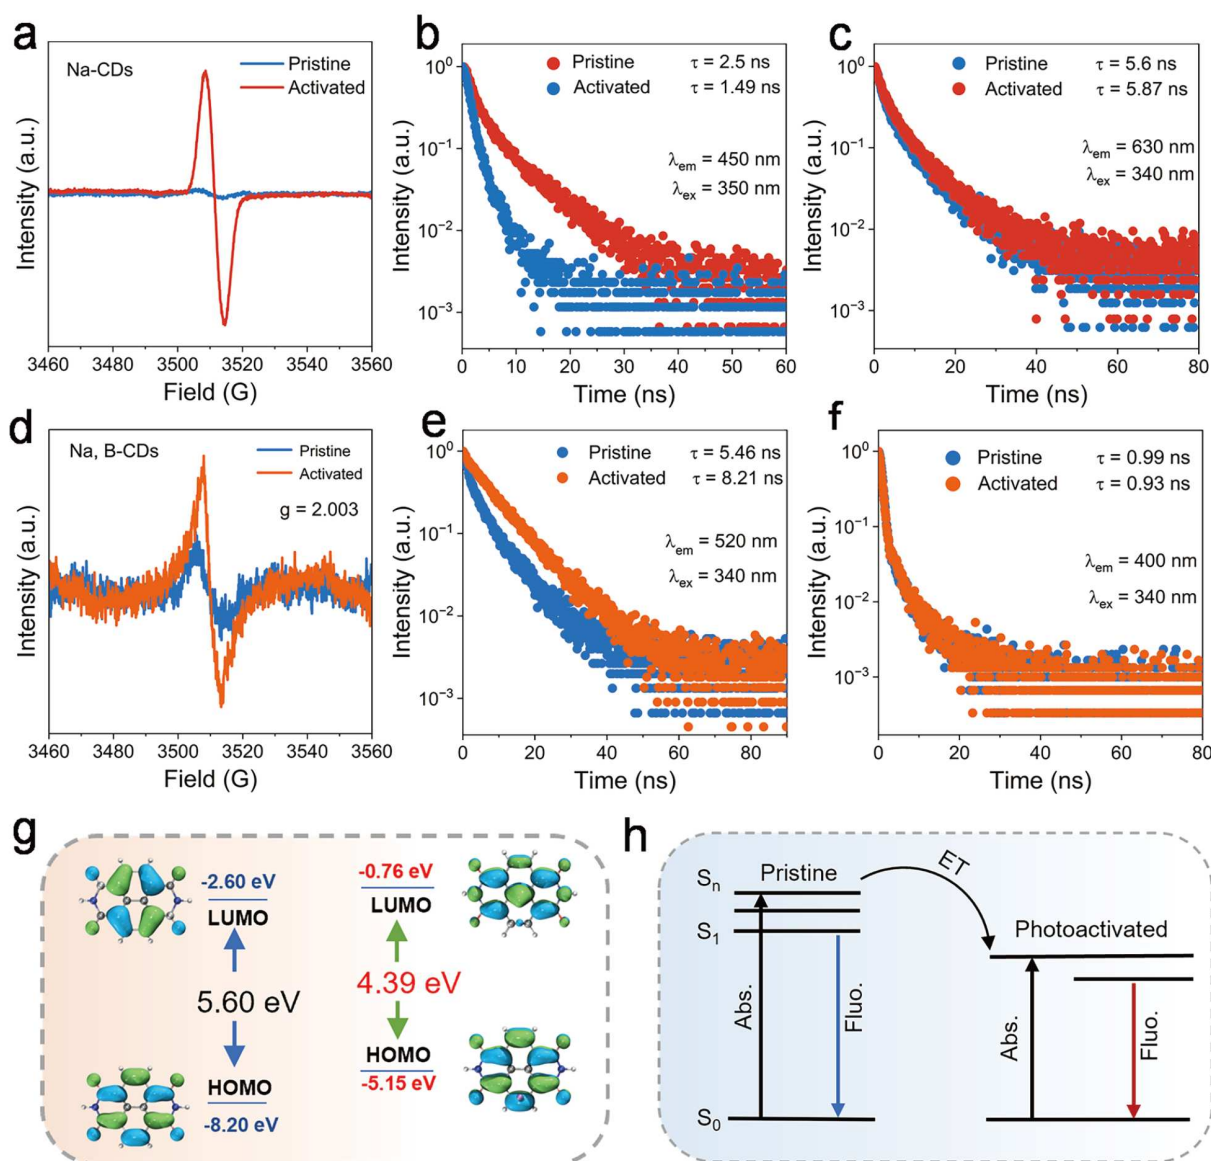 a
Na-CDs
Pristine
Activated
Intensity (a.u.)
3460 3480 3500 3520 3540 3560
Field (G)
b
Pristine τ = 2.5 ns
Activated τ = 1.49 ns
λem = 450 nm
λex = 350 nm
Intensity (a.u.)
10⁰
10⁻¹
10⁻²
10⁻³
0 10 20 30 40 50 60
Time (ns)
c
Pristine τ = 5.6 ns
Activated τ = 5.87 ns
λem = 630 nm
λex = 340 nm
Intensity (a.u.)
10⁰
10⁻¹
10⁻²
10⁻³
0 20 40 60 80
Time (ns)
d
Na, B-CDs
Pristine
Activated
g = 2.003
Intensity (a.u.)
3460 3480 3500 3520 3540 3560
Field (G)
e
Pristine τ = 5.46 ns
Activated τ = 8.21 ns
λem = 520 nm
λex = 340 nm
Intensity (a.u.)
10⁰
10⁻¹
10⁻²
10⁻³
0 20 40 60 80
Time (ns)
f
Pristine τ = 0.99 ns
Activated τ = 0.93 ns
λem = 400 nm
λex = 340 nm
Intensity (a.u.)
10⁰
10⁻¹
10⁻²
10⁻³
0 20 40 60 80
Time (ns)
g
-2.60 eV
LUMO
5.60 eV
HOMO
-8.20 eV
-0.76 eV
LUMO
4.39 eV
HOMO
-5.15 eV
h
Pristine
ET
Sn
S1
S0
Abs.
Fluo.
Photoactivated
Abs.
Fluo.